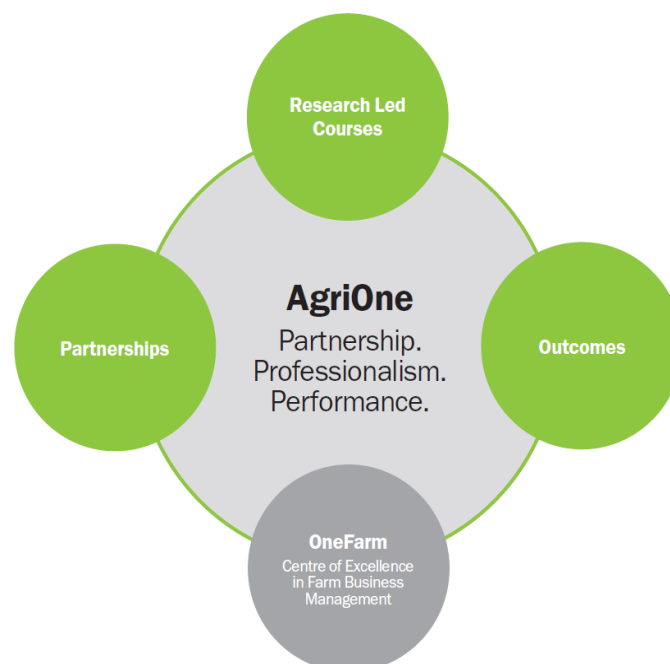 Research Led
Courses
AgriOne
Partnership.
Professionalism.
Performance.
Partnerships
Outcomes
OneFarm
Centre of Excellence
in Farm Business
Management